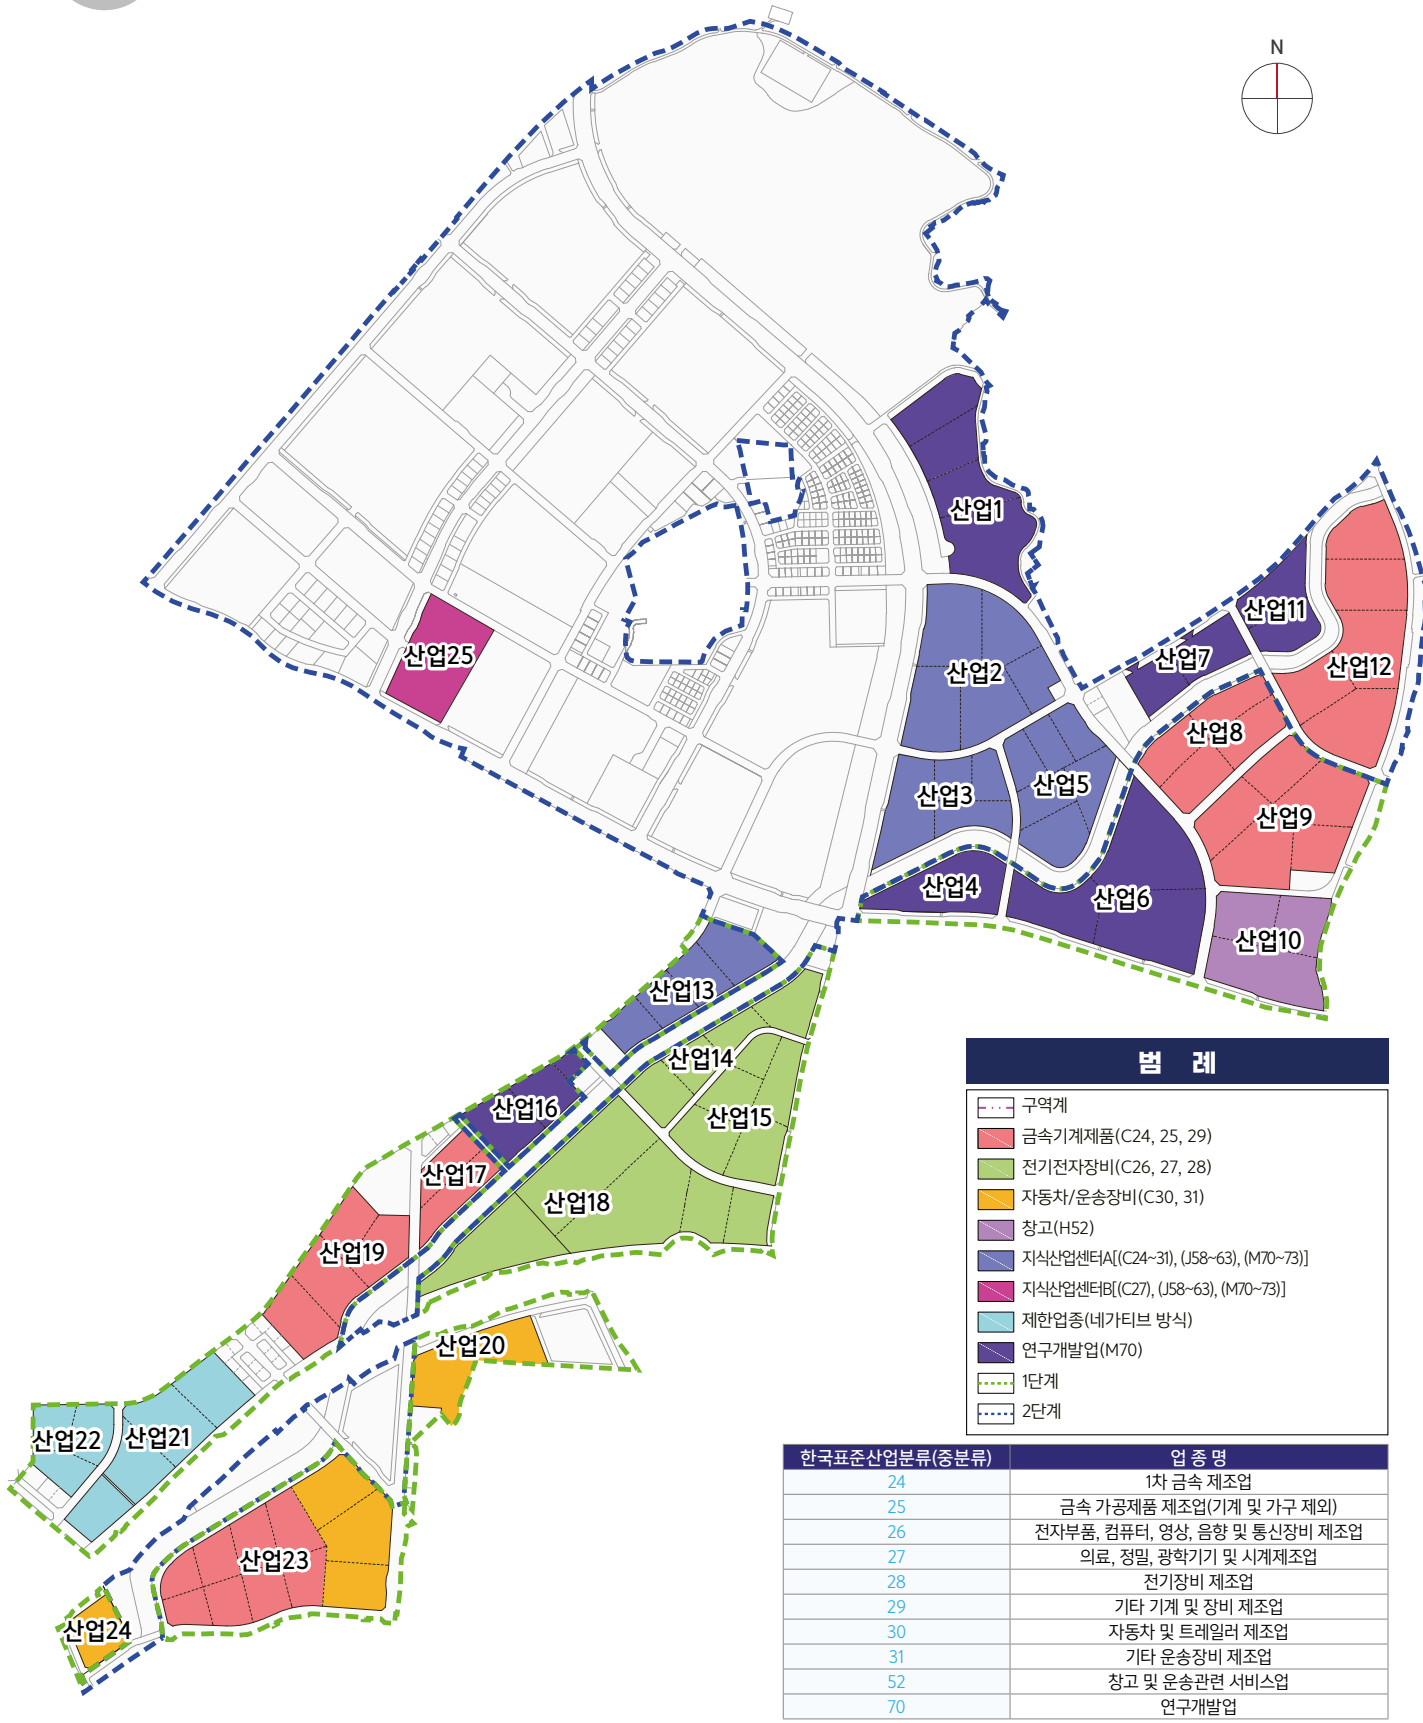 N
산업1
산업11
산업7
산업12
산업25
산업2
산업8
산업3
산업5
산업9
산업4
산업6
산업10
산업13
산업14
산업15
산업16
산업17
산업18
산업19
산업20
산업22
산업21
산업23
산업24
범 례
구역계
금속기계제품(C24, 25, 29)
전기전자장비(C26, 27, 28)
자동차/운송장비(C30, 31)
창고(H52)
지식산업센터A[(C24~31), (J58~63), (M70~73)]
지식산업센터B[(C27), (J58~63), (M70~73)]
제한업종(네가티브 방식)
연구개발업(M70)
1단계
2단계
한국표준산업분류(중분류) 업 종 명
24 1차 금속 제조업
25 금속 가공제품 제조업(기계 및 가구 제외)
26 전자부품, 컴퓨터, 영상, 음향 및 통신장비 제조업
27 의료, 정밀, 광학기기 및 시계제조업
28 전기장비 제조업
29 기타 기계 및 장비 제조업
30 자동차 및 트레일러 제조업
31 기타 운송장비 제조업
52 창고 및 운송관련 서비스업
70 연구개발업